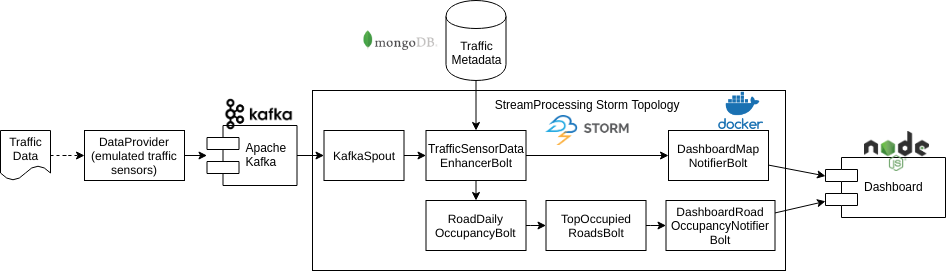 mongoDB.
Traffic
Metadata
StreamProcessing Storm Topology
kafka
STORM
docker
node
JS
Traffic
Data
DataProvider
(emulated traffic
sensors)
Apache
Kafka
KafkaSpout
TrafficSensorData
EnhancerBolt
DashboardMap
NotifierBolt
Dashboard
RoadDaily
OccupancyBolt
TopOccupied
RoadsBolt
DashboardRoad
OccupancyNotifier
Bolt